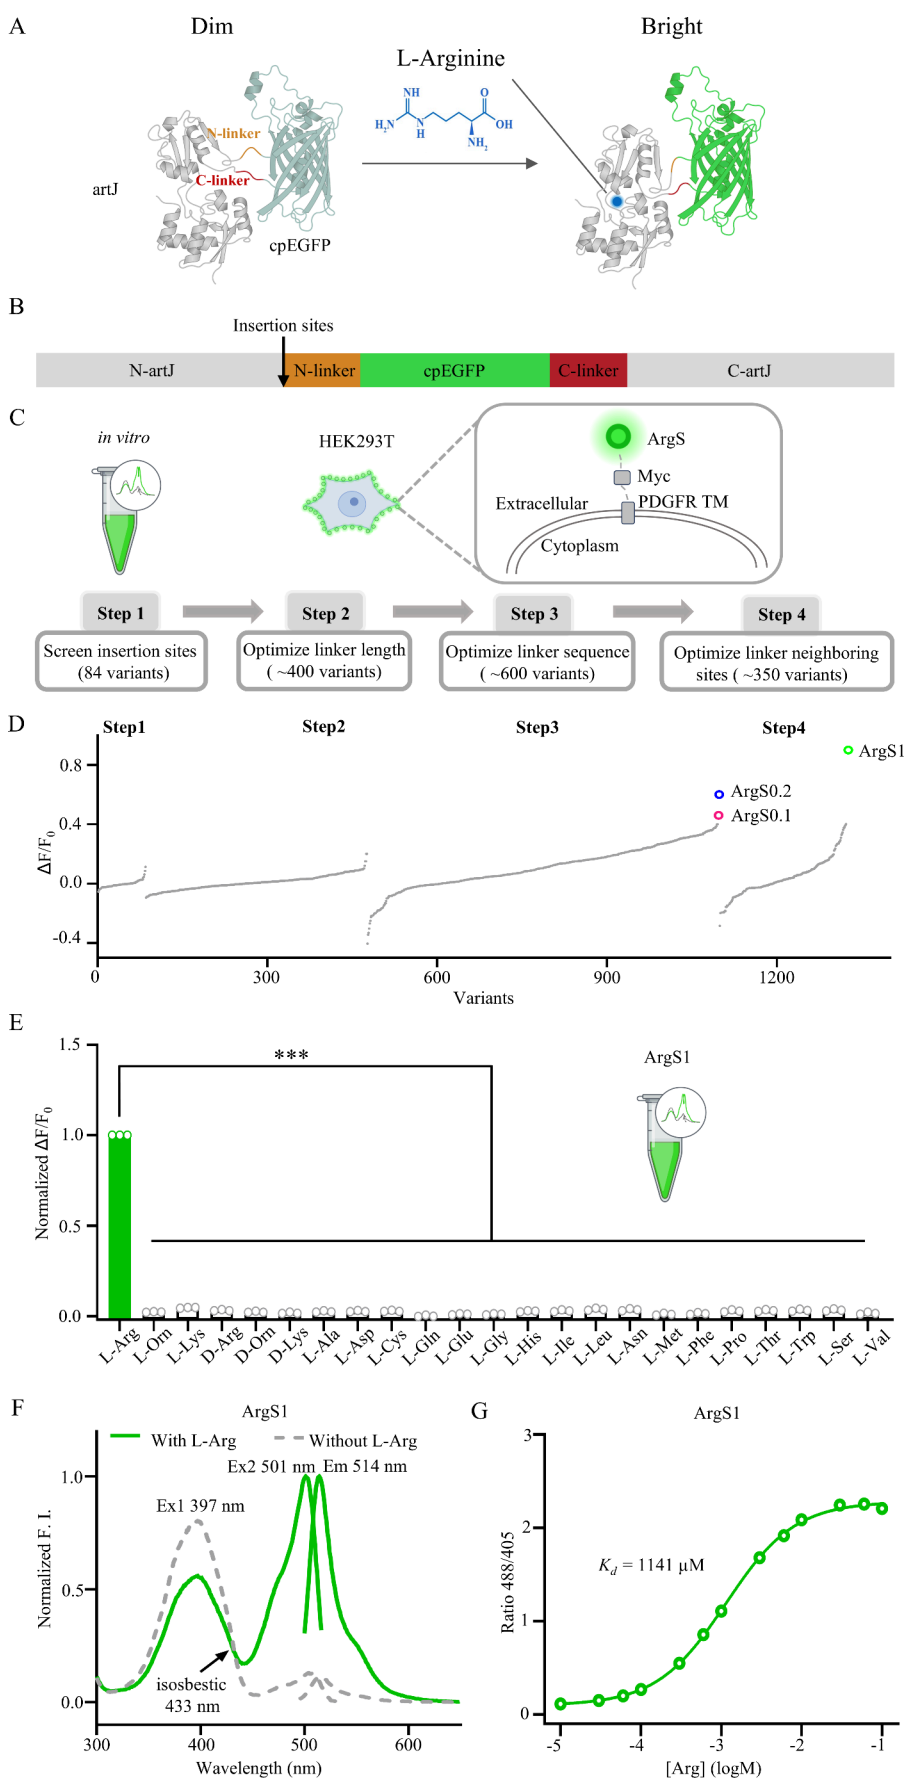 A
Dim
Bright
L-Arginine
NH
O
H₂N
N
H
OH
NH₂
NH₂
N-linker
C-linker
artJ
cpEGFP
B
Insertion sites
N-artJ
N-linker
cpEGFP
C-linker
C-artJ
C
in vitro
HEK293T
ArgS
Myc
Extracellular
PDGFR TM
Cytoplasm
Step 1
Step 2
Step 3
Step 4
Screen insertion sites
(84 variants)
Optimize linker length
( ~400 variants)
Optimize linker sequence
( ~600 variants)
Optimize linker neighboring
sites ( ~350 variants)
D
Step1
Step2
Step3
Step4
ArgS1
ArgS0.2
ArgS0.1
ΔF/F₀
0.8
0.4
0.0
-0.4
0
300
600
900
1200
Variants
E
1.5
1.0
0.5
0.0
Normalized ΔF/F₀
***
ArgS1
L-Arg
L-Orn
L-Lys
D-Arg
D-Orn
D-Lys
L-Ala
L-Asp
L-Cys
L-Gln
L-Glu
L-Gly
L-His
L-Ile
L-Leu
L-Asn
L-Met
L-Phe
L-Pro
L-Thr
L-Trp
L-Ser
L-Val
F
ArgS1
With L-Arg
Without L-Arg
Ex2 501 nm
Em 514 nm
Ex1 397 nm
isosbestic
433 nm
Normalized F. I.
1.0
0.5
0.0
300
400
500
600
Wavelength (nm)
G
ArgS1
Ratio 488/405
3
2
1
0
Kd = 1141 μM
-5
-4
-3
-2
-1
[Arg] (logM)